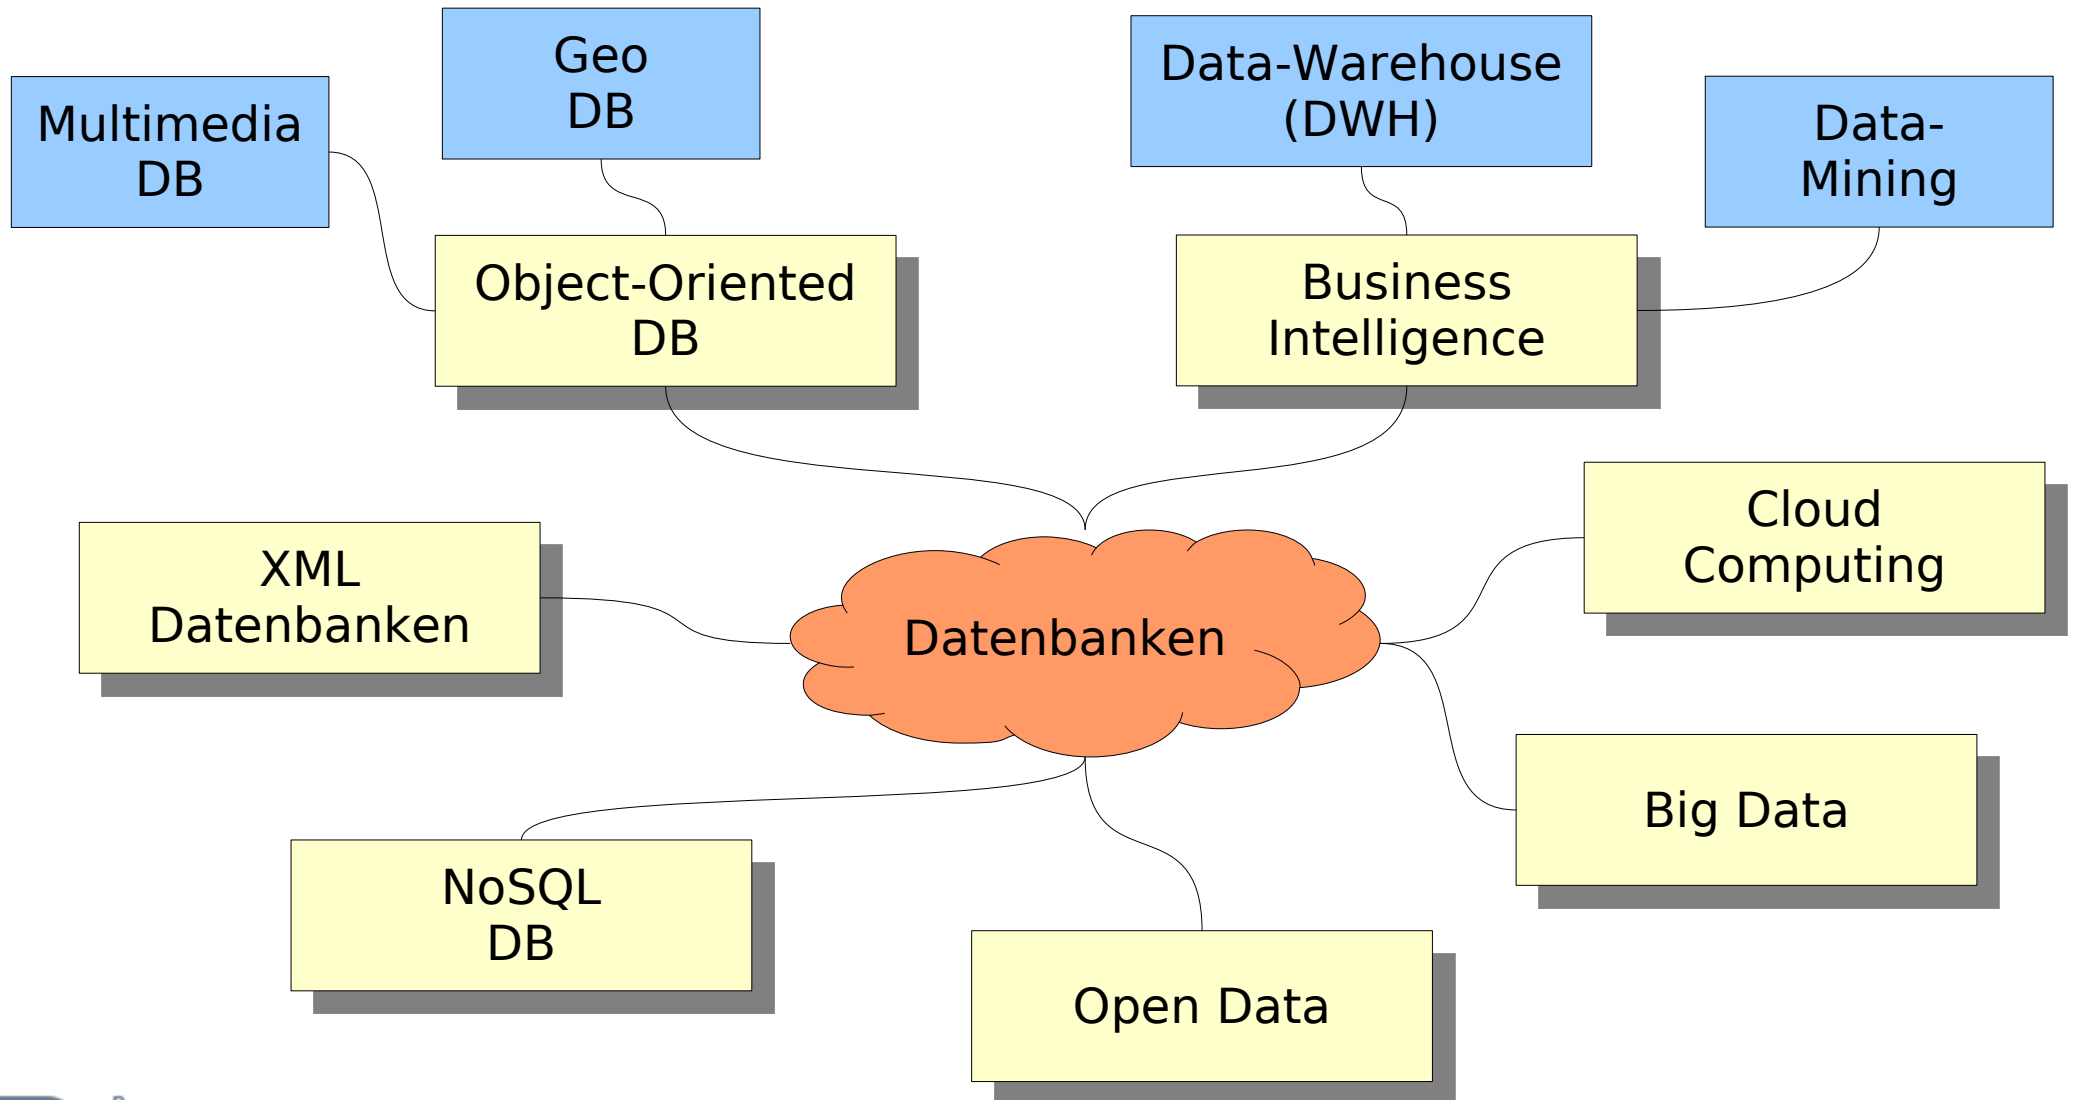 Geo
DB
Data-Warehouse
(DWH)
Multimedia
DB
Data-
Mining
Object-Oriented
DB
Business
Intelligence
Cloud
Computing
XML
Datenbanken
Datenbanken
Big Data
NoSQL
DB
Open Data